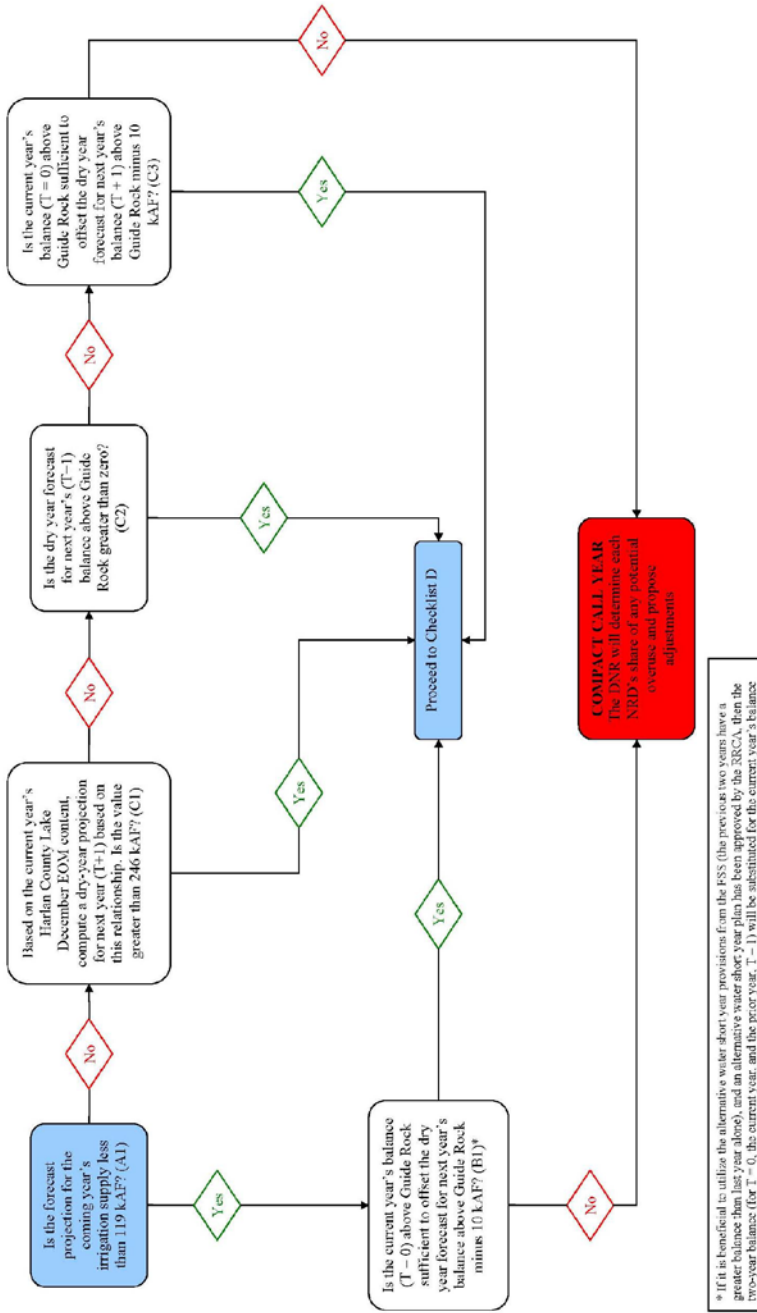 Is the forecast
projection for the
coming year's
irrigation supply less
than 119 kAF? (A1)
No
Based on the current year's
Harlan County Lake
December EOM content,
compute a dry-year projection
for next year (T+1) based on
this relationship. Is the value
greater than 246 kAF? (C1)
No
Is the dry year forecast
for next year's (T+1)
balance above Guide
Rock greater than zero?
(C2)
No
Is the current year's
balance (T = 0) above
Guide Rock sufficient to
offset the dry year
forecast for next year's
balance (T + 1) above
Guide Rock minus 10
kAF? (C3)
No
Yes
Yes
Yes
Yes
Is the current year's balance
(T = 0) above Guide Rock
sufficient to offset the dry
year forecast for next year's
balance above Guide Rock
minus 10 kAF? (B1)*
Yes
Proceed to Checklist D
No
COMPACT CALL YEAR
The DNR will determine each
NRD's share of any potential
overuse and propose
adjustments
* If it is beneficial to utilize the alternative water short year provisions from the FSS (the previous two years have a
greater balance than last year alone), and an alternative water short year plan has been approved by the RRCA, then the
two-year balance (for T = 0, the current year, and the prior year, T - 1) will be substituted for the current year's balance